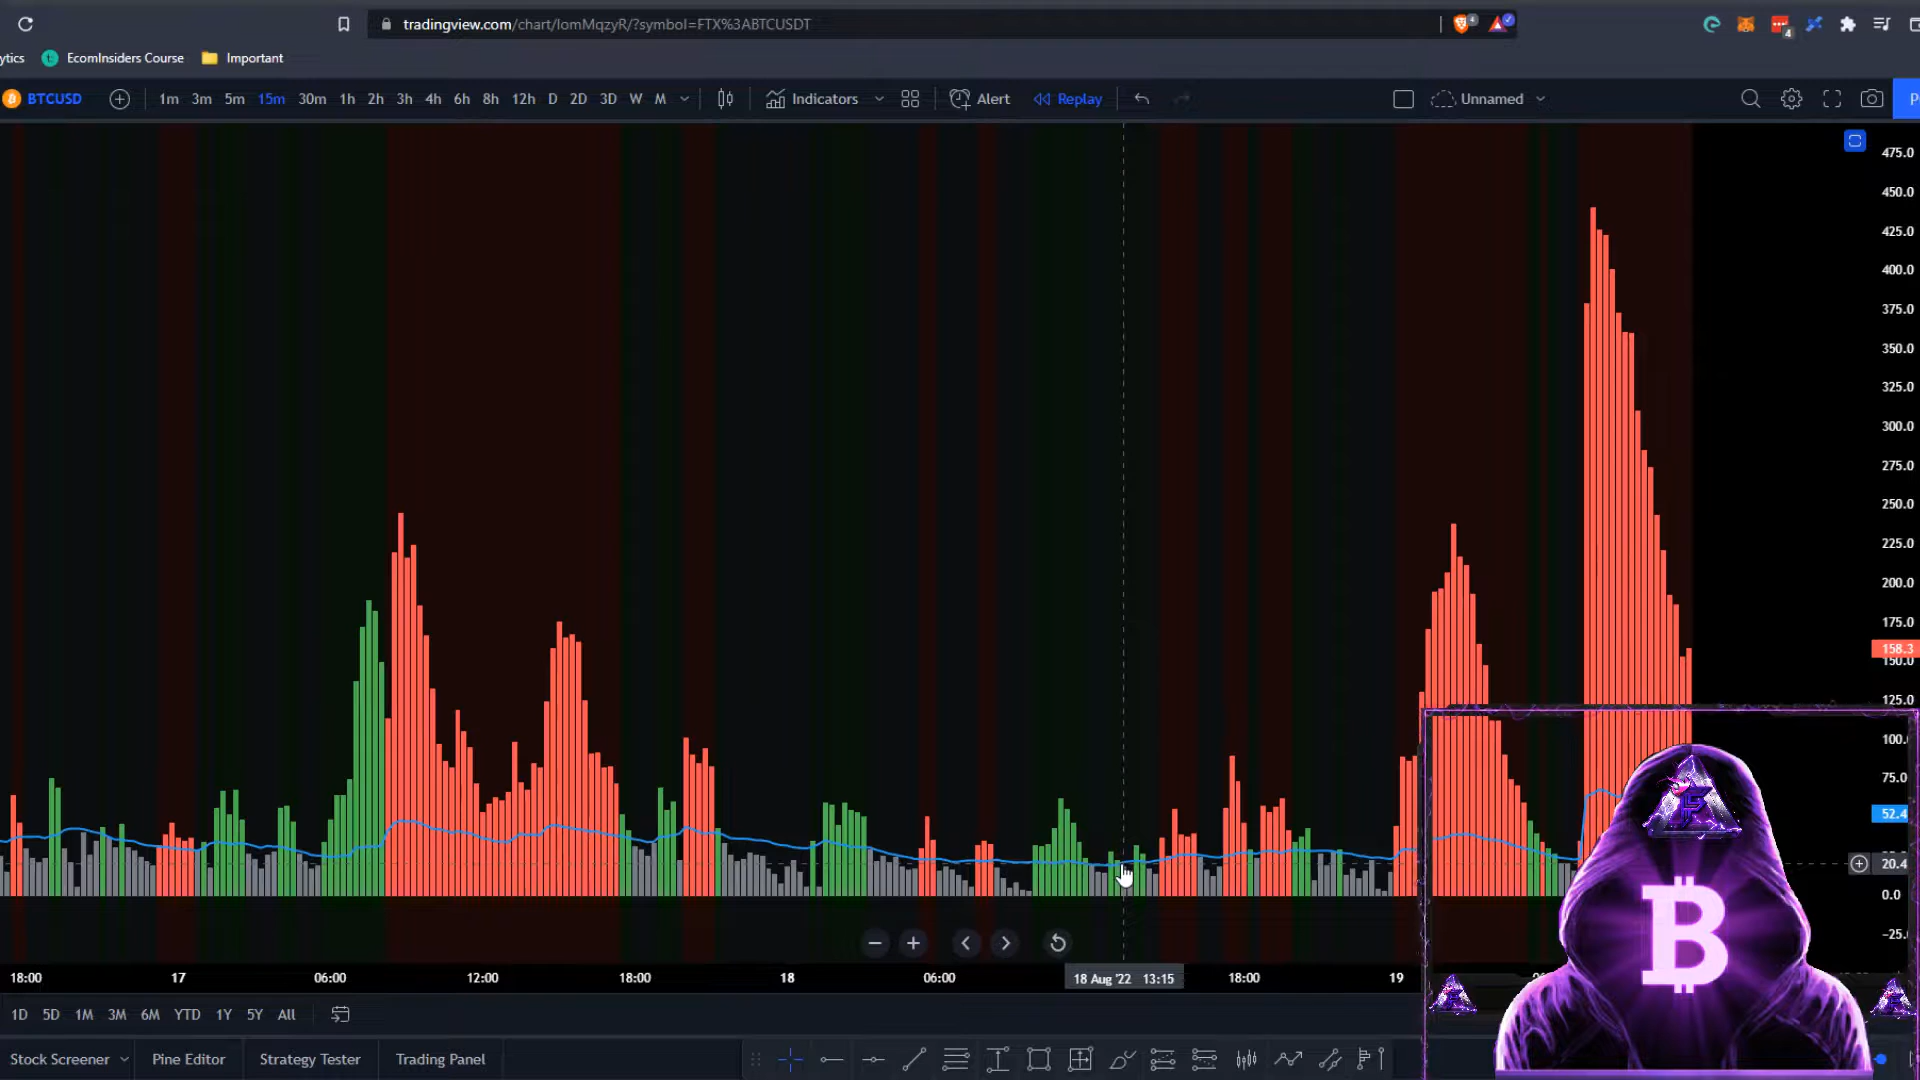 tradingview.com/chart/IomMqzyR/?symbol=FTX%3ABTCUSDT
4
4
ytics
EcomInsiders Course
Important
BTCUSD
1m 3m 5m 15m 30m 1h 2h 3h 4h 6h 8h 12h D 2D 3D W M
Indicators
Alert
Replay
Unnamed
P
475.0
450.0
425.0
400.0
375.0
350.0
325.0
300.0
275.0
250.0
225.0
200.0
175.0
158.3
150.0
125.0
100.
75.0
52.4
20.4
0.0
−25.
18:00 17 06:00 12:00 18:00 18 06:00 18 Aug '22 13:15 18:00 19
1D 5D 1M 3M 6M YTD 1Y 5Y All
Stock Screener Pine Editor Strategy Tester Trading Panel